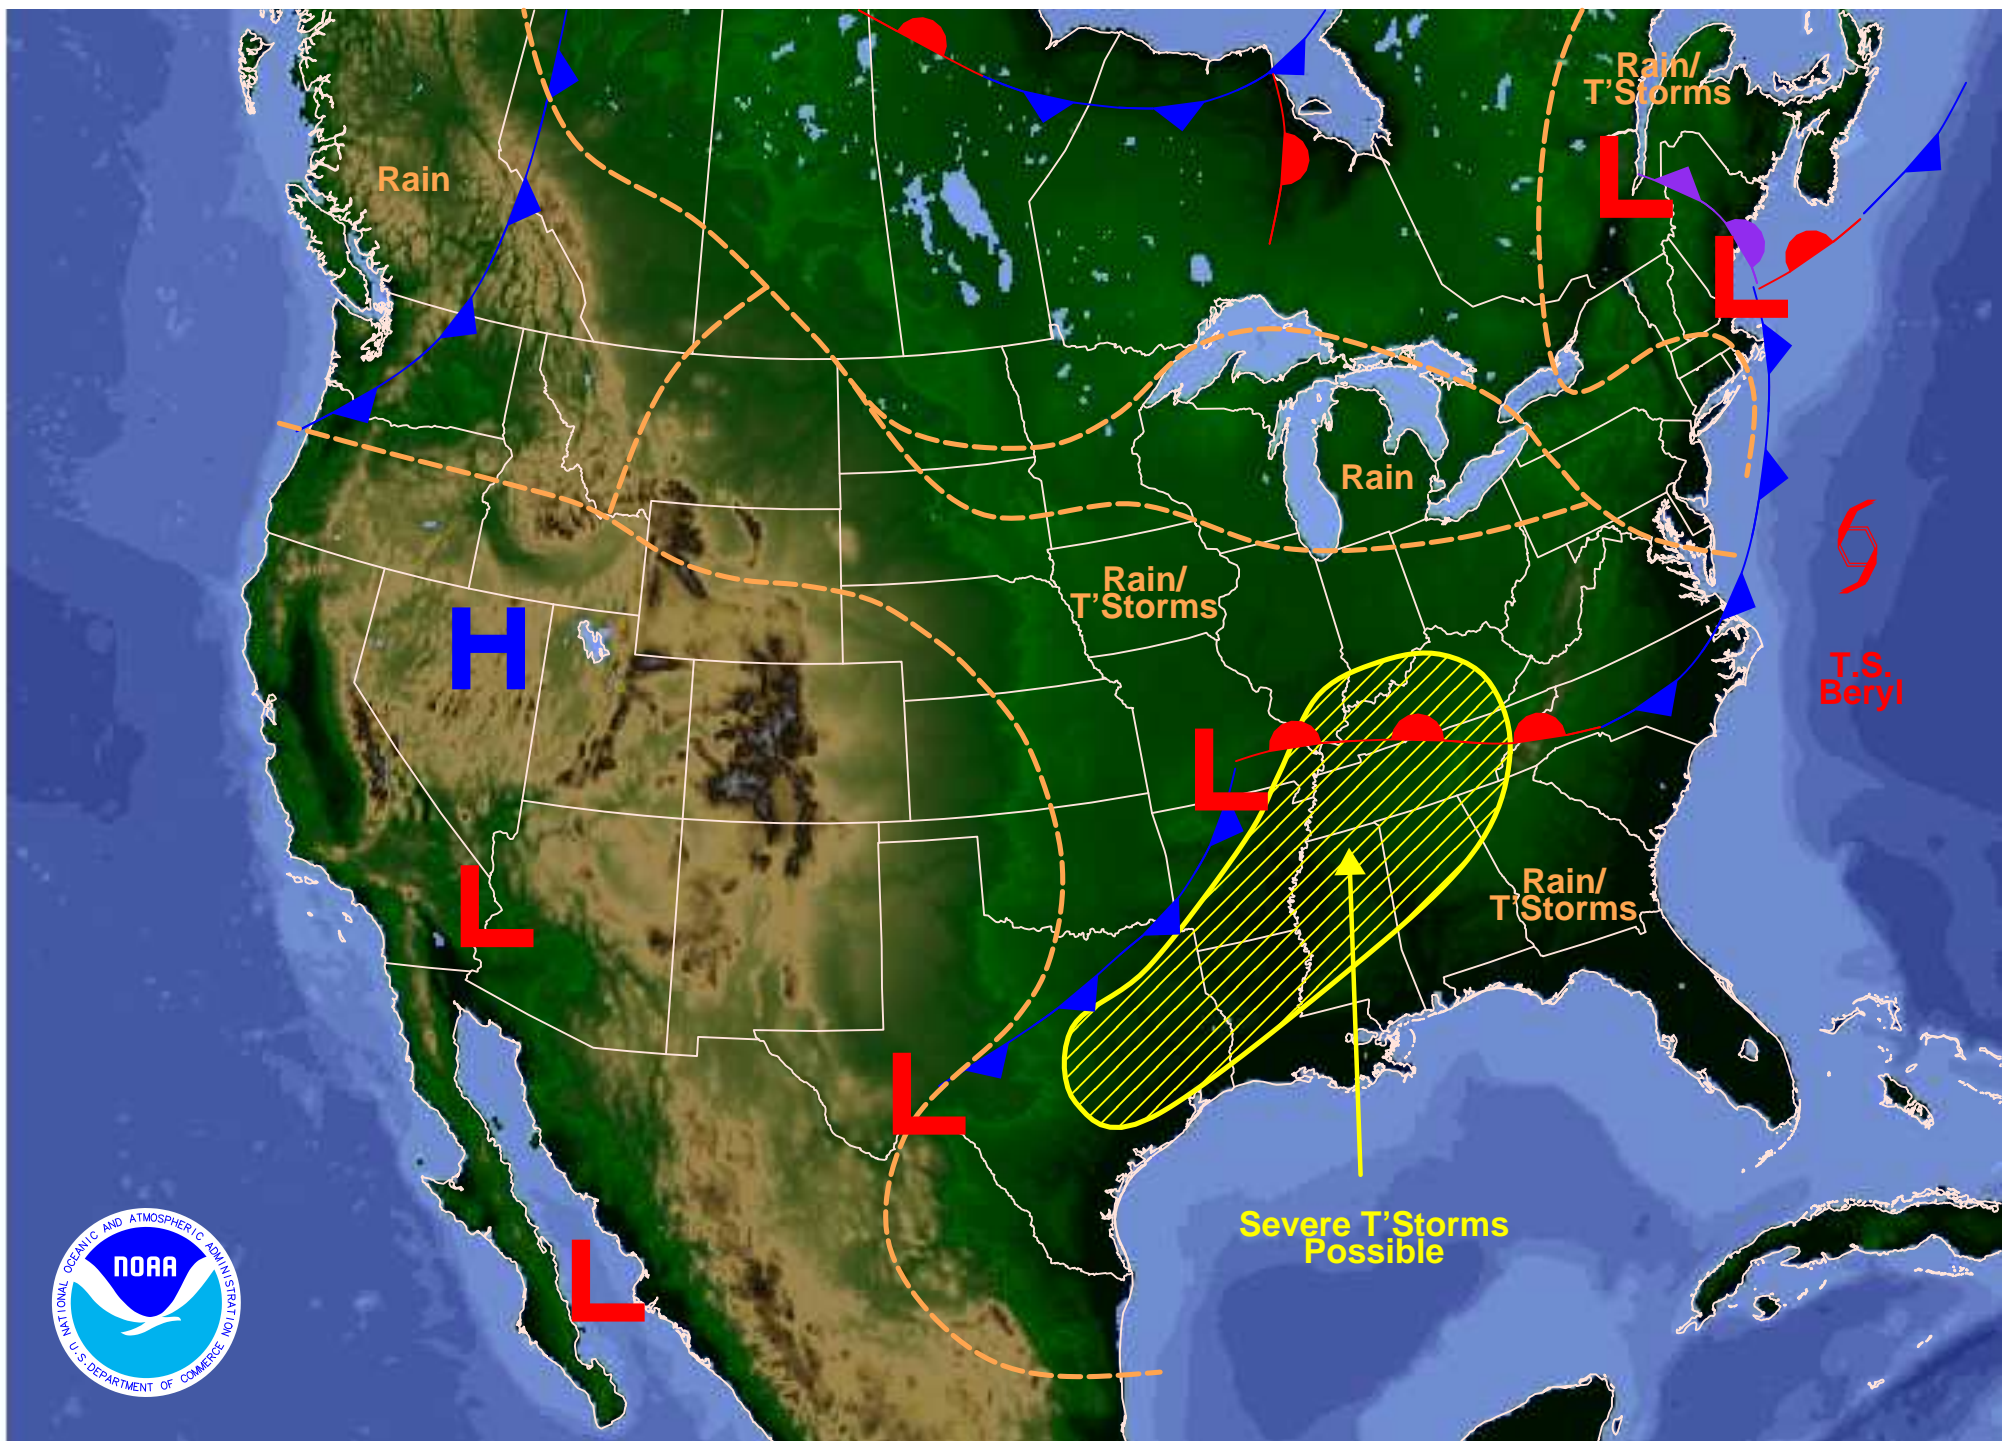 Rain/
T'Storms
Rain
Rain
Rain/
T'Storms
T.S.
Beryl
H
L
L
L
L
L
L
Rain/
T'Storms
Severe T'Storms
Possible
NATIONAL OCEANIC AND ATMOSPHERIC ADMINISTRATION
NOAA
U.S. DEPARTMENT OF COMMERCE